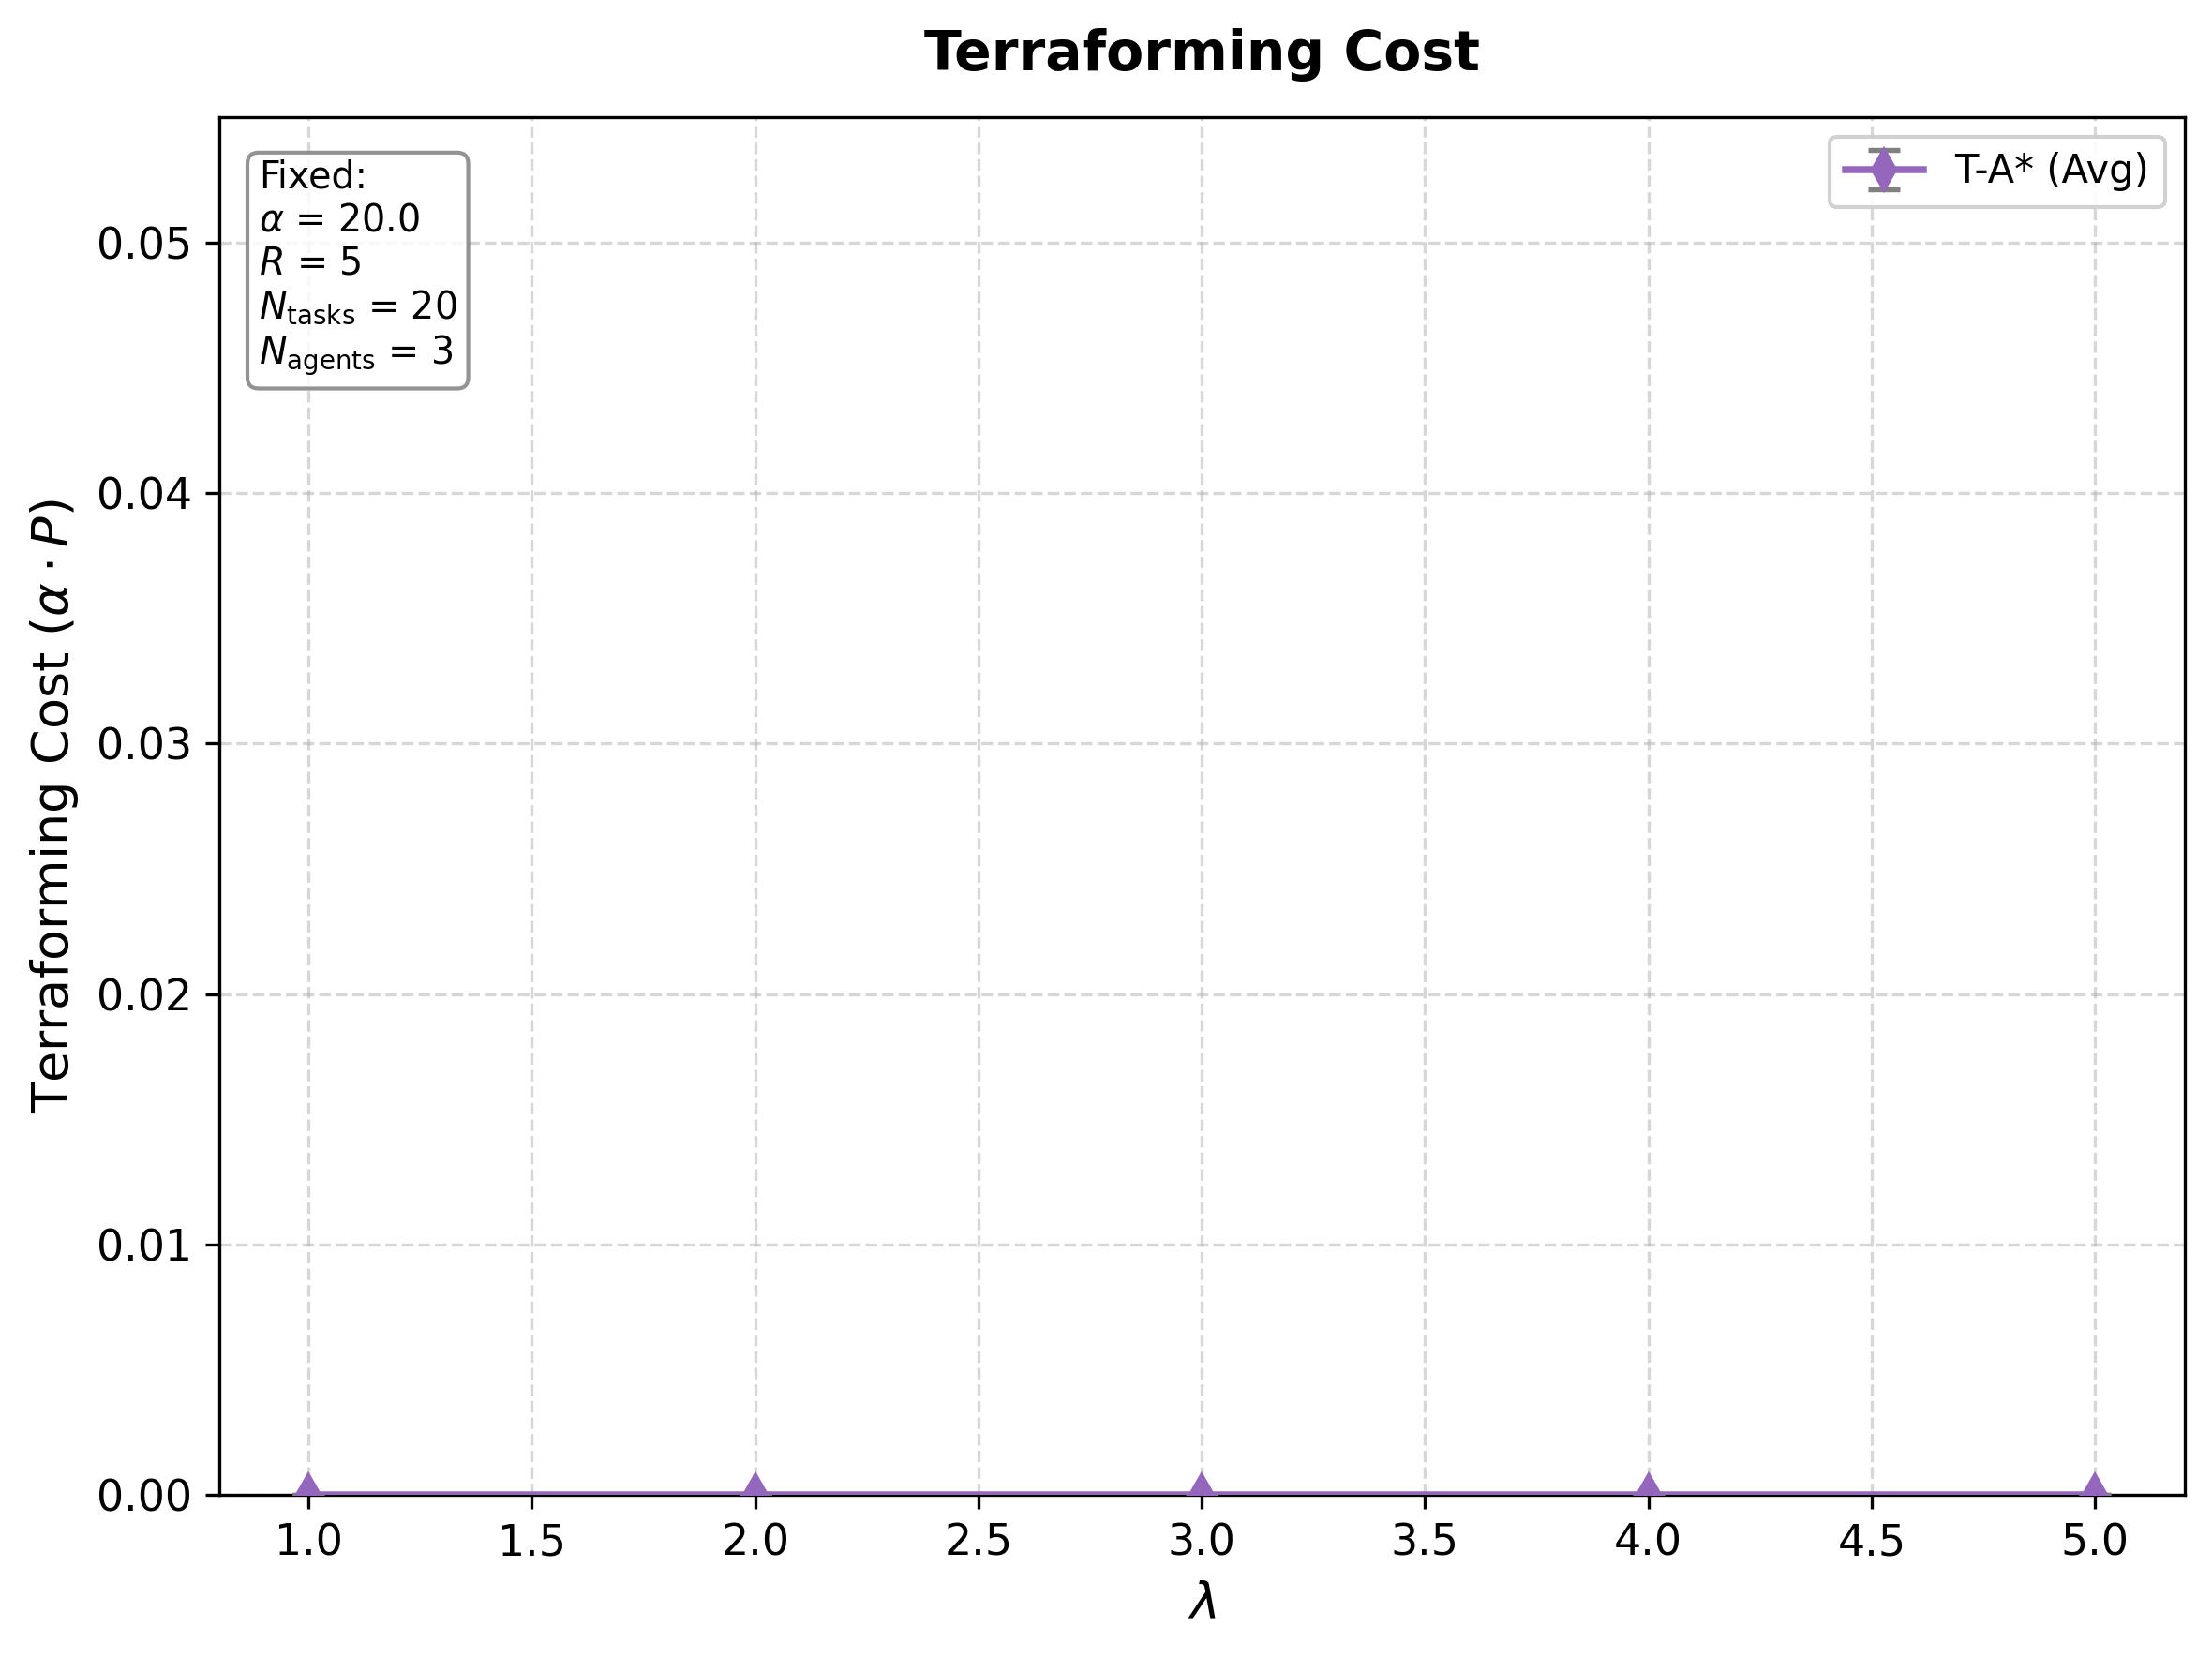 Terraforming Cost
Fixed:
α = 20.0
R = 5
N_tasks = 20
N_agents = 3
T-A* (Avg)
Terraforming Cost (α · P)
0.05
0.04
0.03
0.02
0.01
0.00
1.0 1.5 2.0 2.5 3.0 3.5 4.0 4.5 5.0
λ